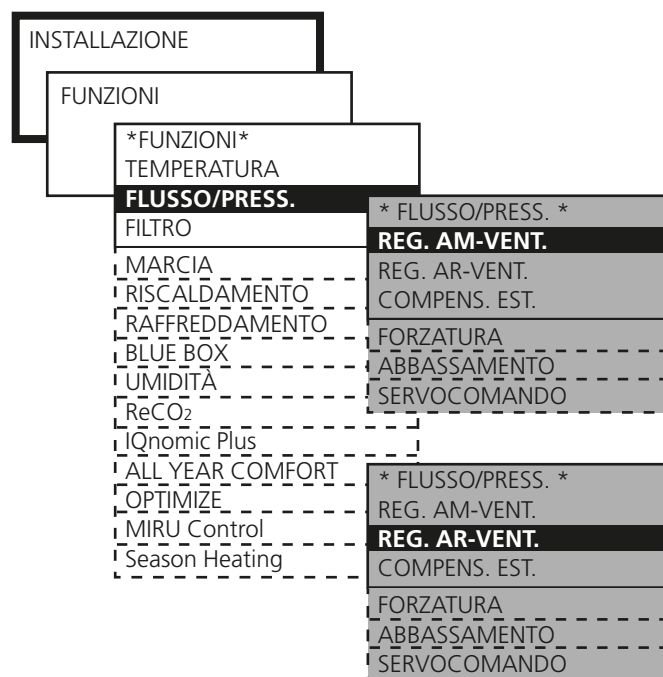 INSTALLAZIONE
FUNZIONI
*FUNZIONI*
TEMPERATURA
FLUSSO/PRESS.
FILTRO
MARCIA
RISCALDAMENTO
RAFFREDDAMENTO
BLUE BOX
UMIDITÀ
ReCO2
IQnomic Plus
ALL YEAR COMFORT
OPTIMIZE
MIRU Control
Season Heating
* FLUSSO/PRESS. *
REG. AM-VENT.
REG. AR-VENT.
COMPENS. EST.
FORZATURA
ABBASSAMENTO
SERVOCOMANDO
* FLUSSO/PRESS. *
REG. AM-VENT.
REG. AR-VENT.
COMPENS. EST.
FORZATURA
ABBASSAMENTO
SERVOCOMANDO